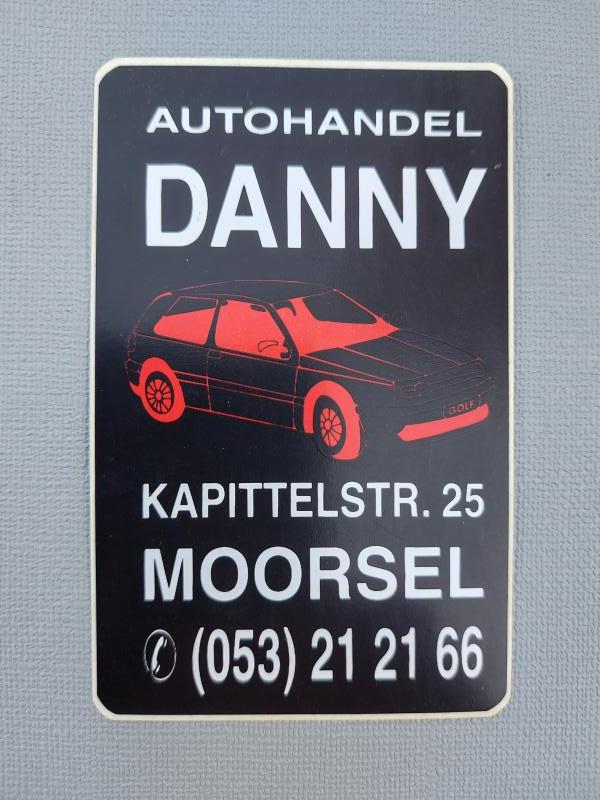 AUTOHANDEL
DANNY
GOLF
KAPITTELSTR. 25
MOORSEL
(053) 21 21 66